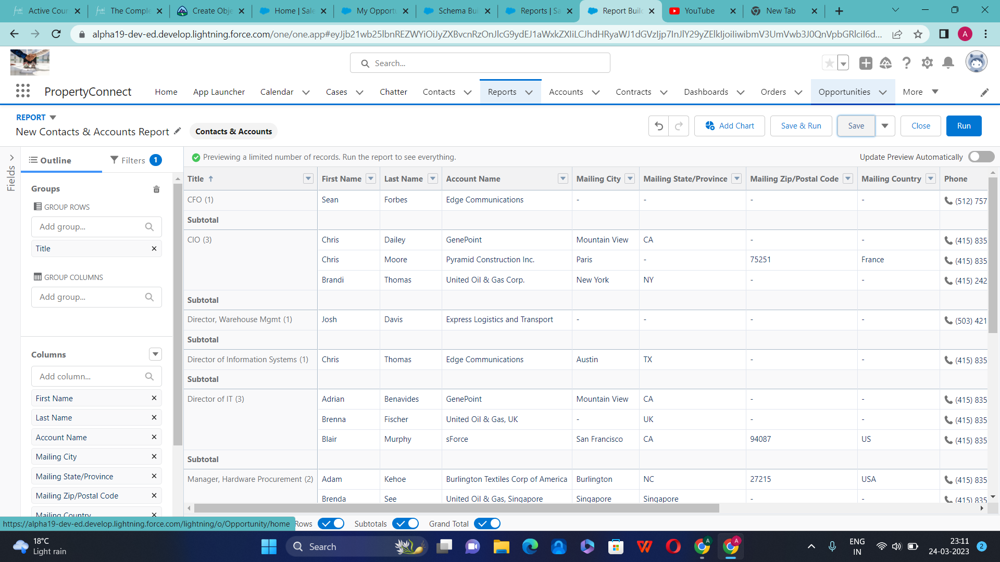 Active Cour
The Comple
Create Obje
Home | Sale
My Opportu
Schema Bui
Reports | Sa
Report Build
YouTube
New Tab
alpha19-dev-ed.develop.lightning.force.com/one/one.app#eyJjb21wb25lbnREZWYiOiJyZXBvcnRzOnJlcG9ydEJ1aWxkZXIiLCJhdHRyaWJ1dGVzIjp7InJlY29yZElkIjoiIiwibmV3UmVwb3J0QnVpbGRlciI6d...
A
Search...
PropertyConnect
Home
App Launcher
Calendar
Cases
Chatter
Contacts
Reports
Accounts
Contracts
Dashboards
Orders
Opportunities
More
REPORT
New Contacts & Accounts Report
Contacts & Accounts
Add Chart
Save & Run
Save
Close
Run
Fields
Outline
Filters 1
Previewing a limited number of records. Run the report to see everything.
Update Preview Automatically
Groups
GROUP ROWS
Add group...
Title
GROUP COLUMNS
Add group...
Columns
Add column...
First Name
Last Name
Account Name
Mailing City
Mailing State/Province
Mailing Zip/Postal Code
Mailing Country
Title First Name Last Name Account Name Mailing City Mailing State/Province Mailing Zip/Postal Code Mailing Country Phone
CFO (1) Sean Forbes Edge Communications - - - - (512) 757
Subtotal
CIO (3) Chris Dailey GenePoint Mountain View CA - - (415) 835
Chris Moore Pyramid Construction Inc. Paris - 75251 France (415) 835
Brandi Thomas United Oil & Gas Corp. New York NY - - (415) 242
Subtotal
Director, Warehouse Mgmt (1) Josh Davis Express Logistics and Transport - - - - (503) 421
Subtotal
Director of Information Systems (1) Chris Thomas Edge Communications Austin TX - - (415) 835
Subtotal
Director of IT (3) Adrian Benavides GenePoint Mountain View CA - - (415) 835
Brenna Fischer United Oil & Gas, UK - UK - - (415) 835
Blair Murphy sForce San Francisco CA 94087 US (415) 835
Subtotal
Manager, Hardware Procurement (2) Adam Kehoe Burlington Textiles Corp of America Burlington NC 27215 USA (415) 835
Brenda See United Oil & Gas, Singapore Singapore Singapore - - (415) 835
https://alpha19-dev-ed.develop.lightning.force.com/lightning/o/Opportunity/home
Rows
Subtotals
Grand Total
18°C
Light rain
Search
A
A
ENG
IN
23:11
24-03-2023
2